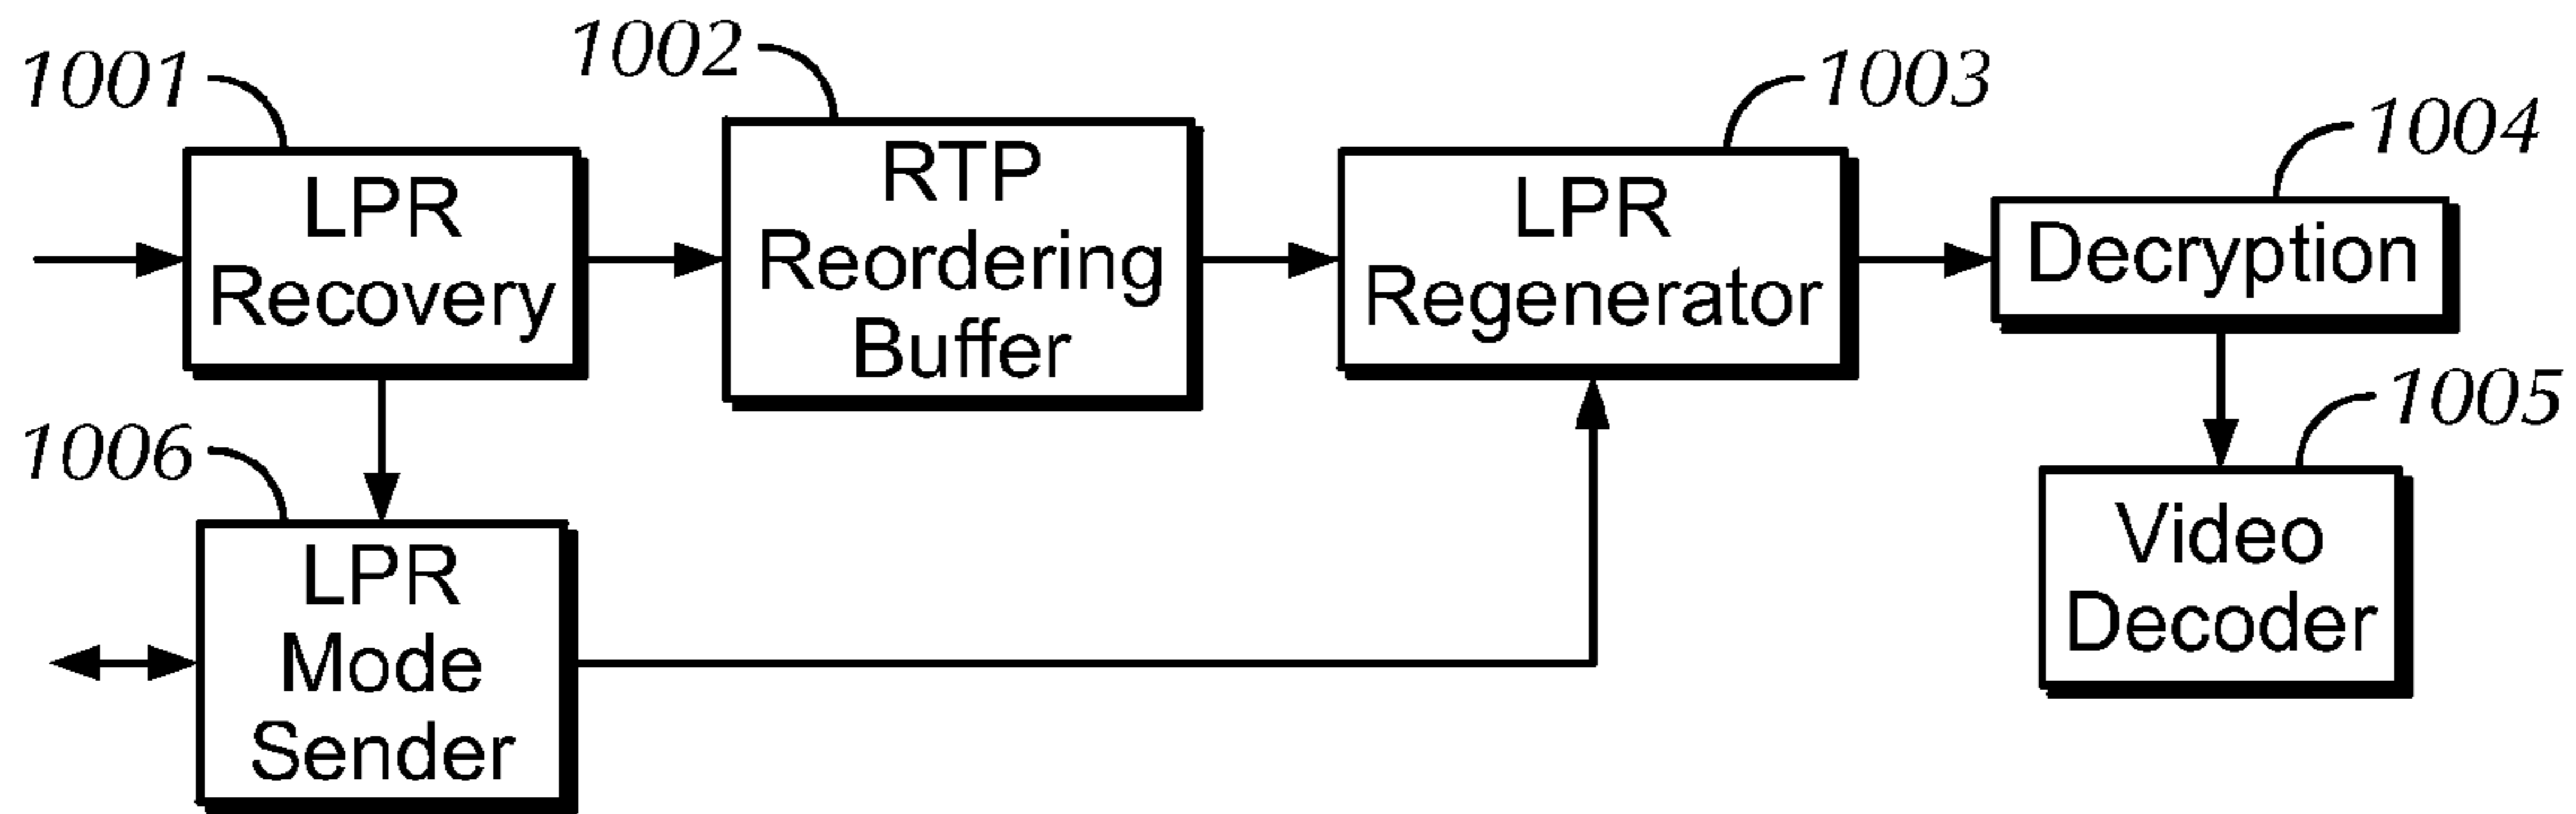 1001
LPR
Recovery
1002
RTP
Reordering
Buffer
1003
LPR
Regenerator
1004
Decryption
1005
Video
Decoder
1006
LPR
Mode
Sender